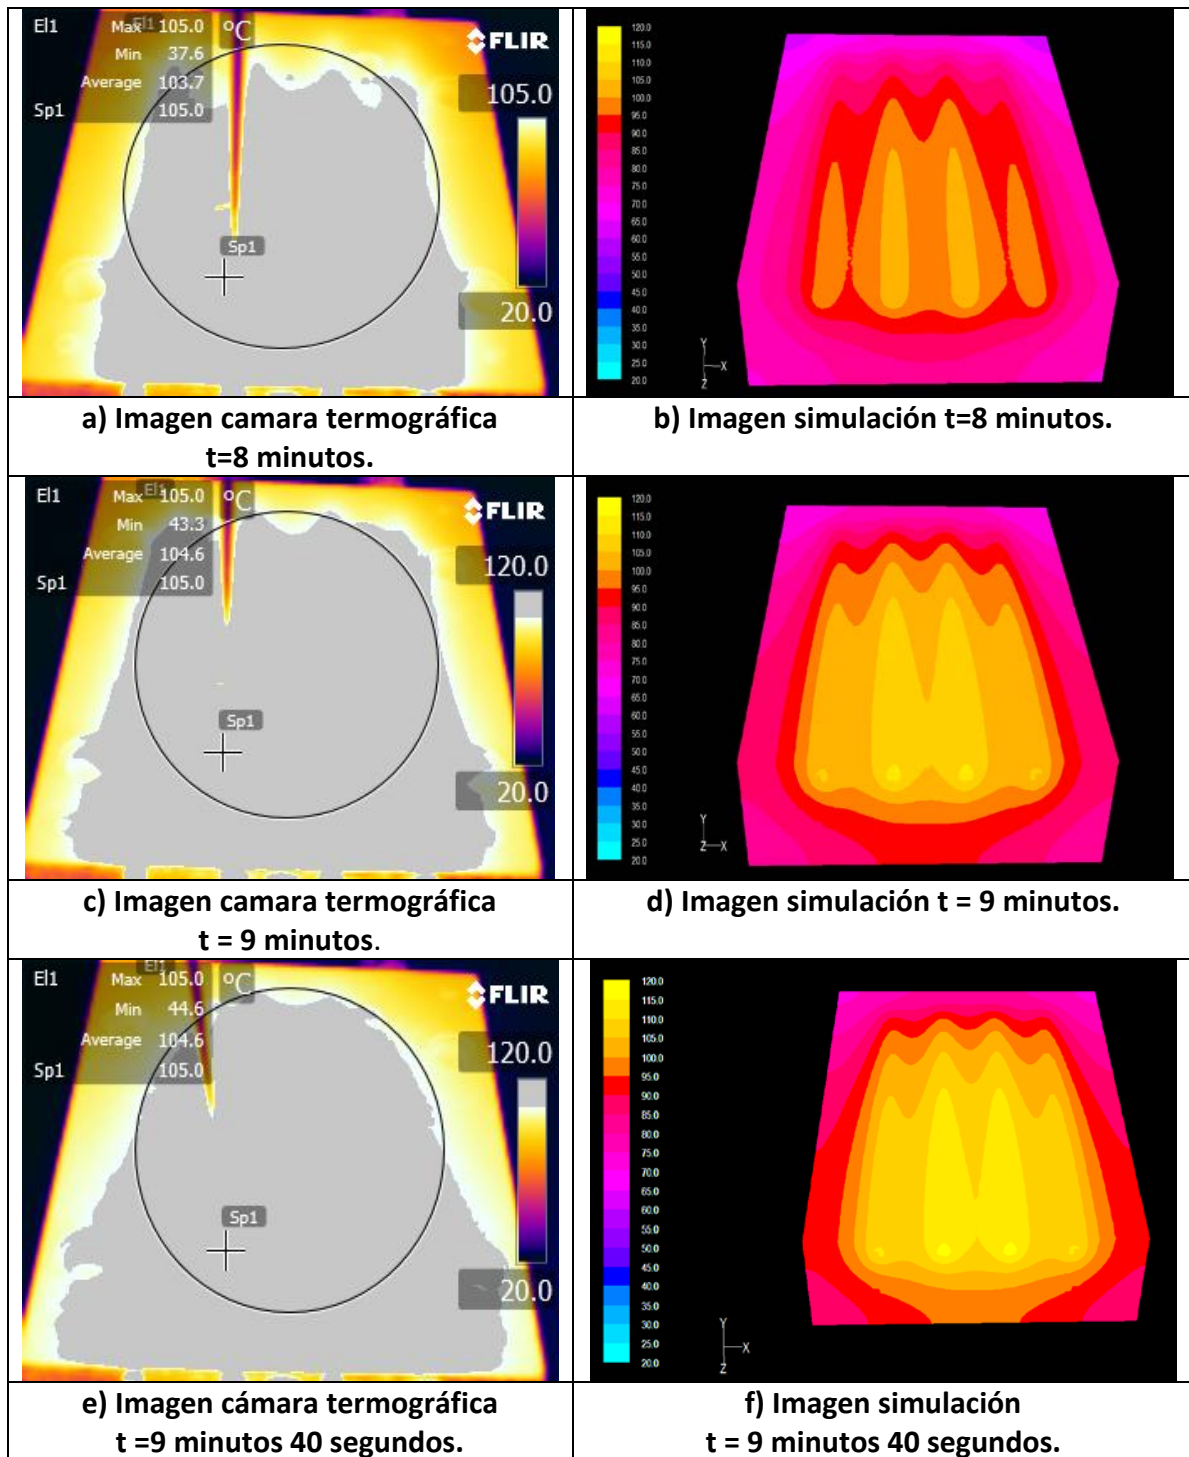 El1 Max El1 105.0 °C
Min 37.6
Average 103.7
Sp1 105.0
FLIR
105.0
Sp1
20.0
120.0
115.0
110.0
105.0
100.0
95.0
90.0
85.0
80.0
75.0
70.0
65.0
60.0
55.0
50.0
45.0
40.0
35.0
30.0
25.0
20.0
Y
X
Z
a) Imagen camara termográfica
t=8 minutos.
b) Imagen simulación t=8 minutos.
El1 Max El1 105.0 °C
Min 43.3
Average 104.6
Sp1 105.0
FLIR
120.0
Sp1
20.0
120.0
115.0
110.0
105.0
100.0
95.0
90.0
85.0
80.0
75.0
70.0
65.0
60.0
55.0
50.0
45.0
40.0
35.0
30.0
25.0
20.0
Y
Z X
c) Imagen camara termográfica
t = 9 minutos.
d) Imagen simulación t = 9 minutos.
El1 Max El1 105.0 °C
Min 44.6
Average 104.6
Sp1 105.0
FLIR
120.0
Sp1
20.0
120.0
115.0
110.0
105.0
100.0
95.0
90.0
85.0
80.0
75.0
70.0
65.0
60.0
55.0
50.0
45.0
40.0
35.0
30.0
25.0
20.0
Y
X
Z
e) Imagen cámara termográfica
t =9 minutos 40 segundos.
f) Imagen simulación
t = 9 minutos 40 segundos.